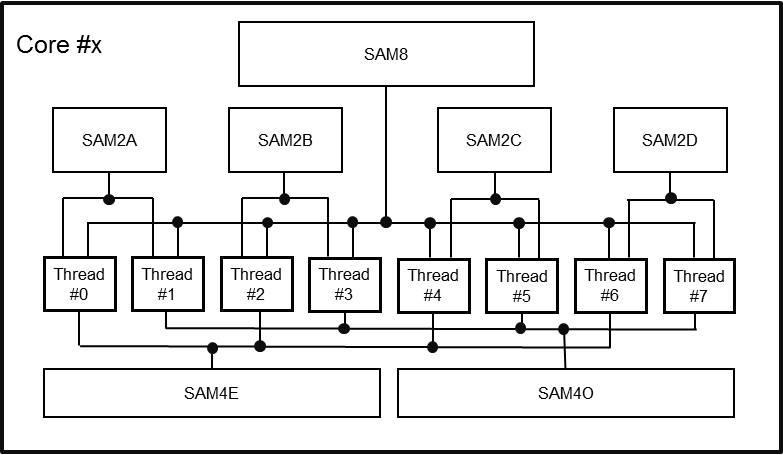 Core #x
SAM8
SAM2A
SAM2B
SAM2C
SAM2D
Thread
#0
Thread
#1
Thread
#2
Thread
#3
Thread
#4
Thread
#5
Thread
#6
Thread
#7
SAM4E
SAM4O